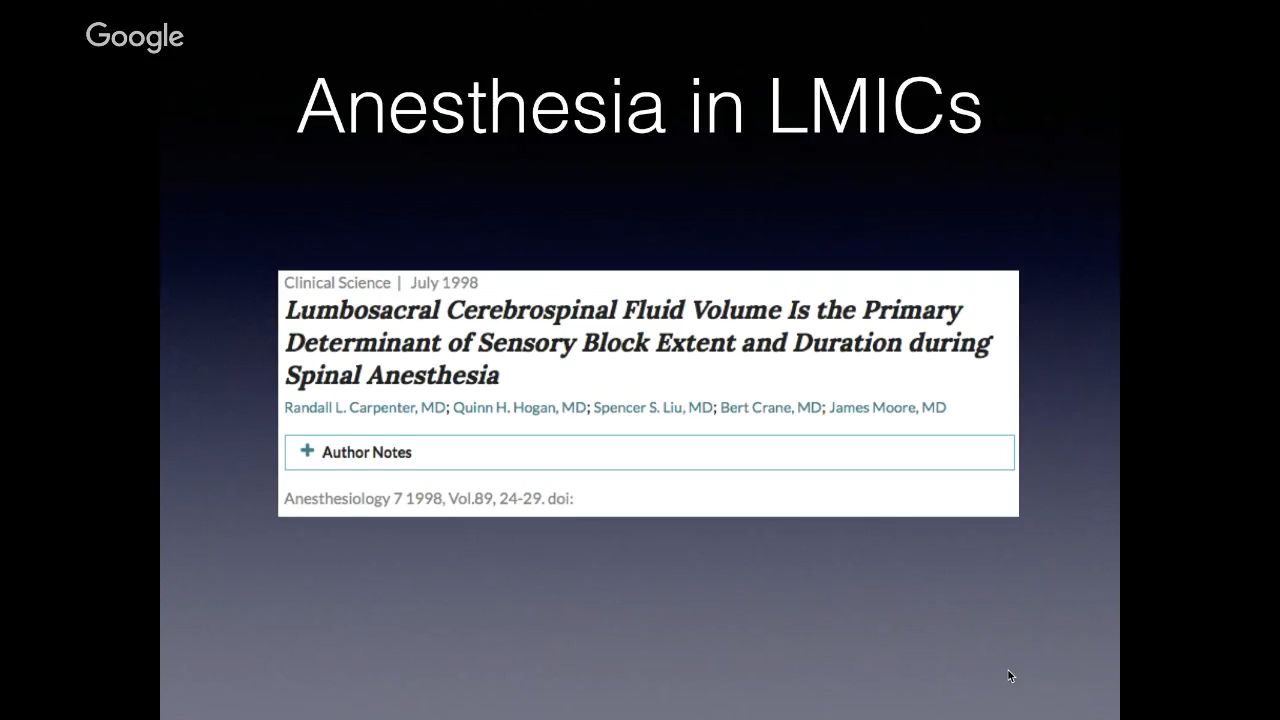 Google
Anesthesia in LMICs
Clinical Science | July 1998
Lumbosacral Cerebrospinal Fluid Volume Is the Primary
Determinant of Sensory Block Extent and Duration during
Spinal Anesthesia
Randall L. Carpenter, MD; Quinn H. Hogan, MD; Spencer S. Liu, MD; Bert Crane, MD; James Moore, MD
+ Author Notes
Anesthesiology 7 1998, Vol.89, 24-29. doi: